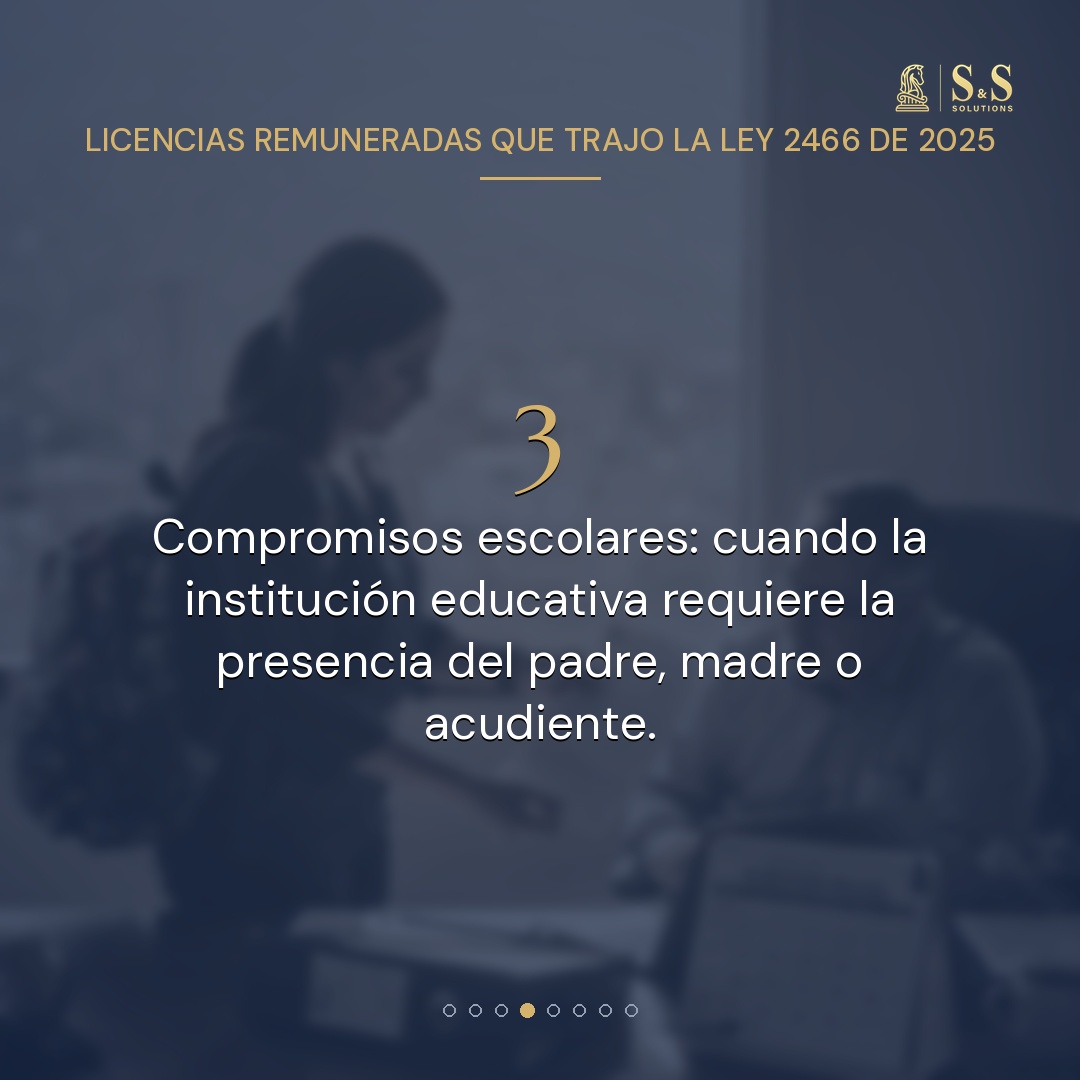 S&S
SOLUTIONS
LICENCIAS REMUNERADAS QUE TRAJO LA LEY 2466 DE 2025
3
Compromisos escolares: cuando la
institución educativa requiere la
presencia del padre, madre o
acudiente.